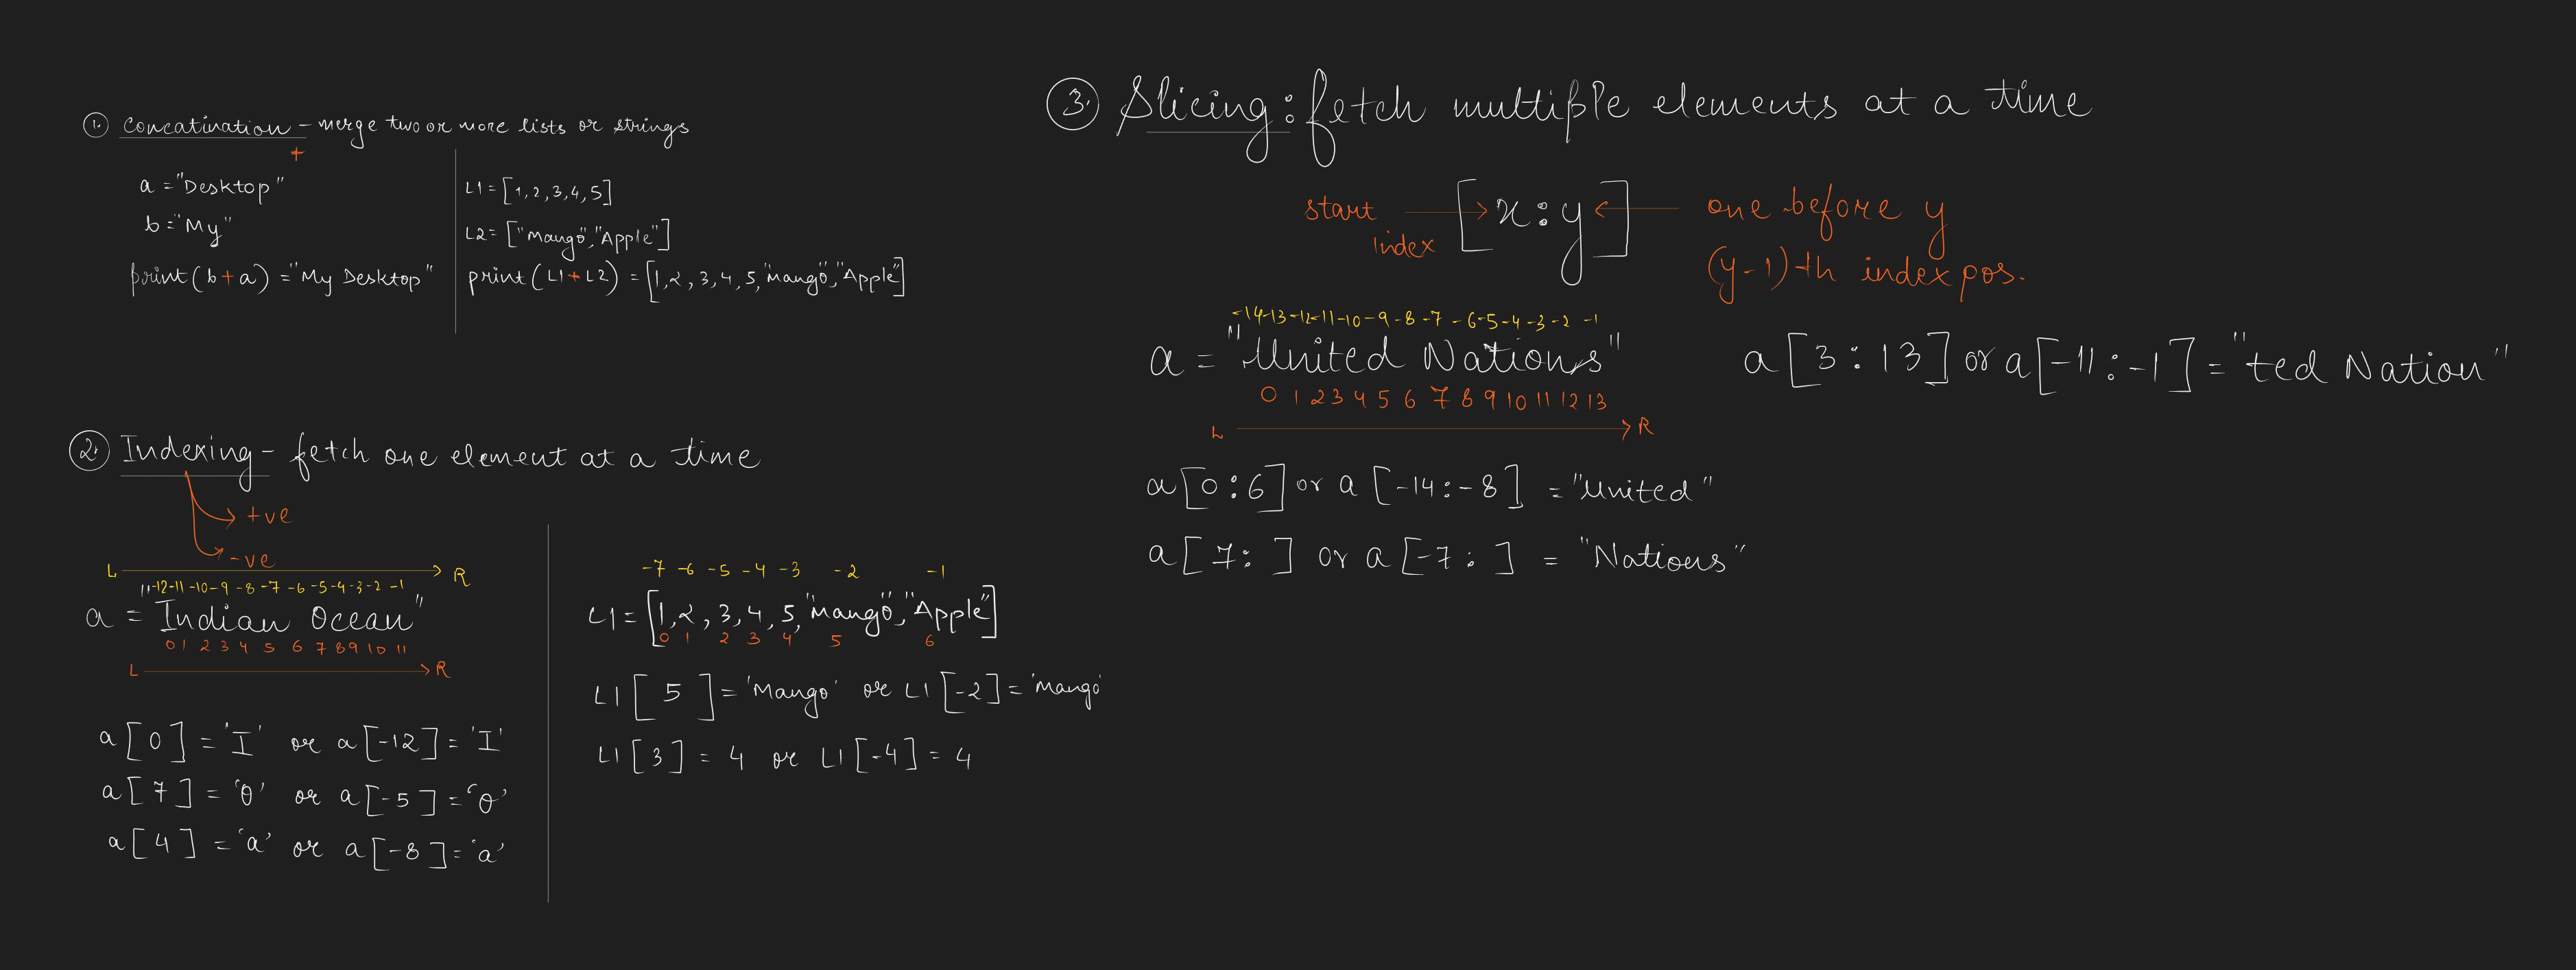 1. Concatination - merge two or more lists or strings
+
a = "Desktop"
b = "My"
print(b+a) = "My Desktop"
L1 = [1, 2, 3, 4, 5]
L2 = ["Mango", "Apple"]
print(L1+L2) = [1, 2, 3, 4, 5, "Mango", "Apple"]
2. Indexing - fetch one element at a time
+ve
-ve
L R
-12 -11 -10 -9 -8 -7 -6 -5 -4 -3 -2 -1
a = "Indian Ocean"
0 1 2 3 4 5 6 7 8 9 10 11
L R
a[0] = 'I' or a[-12] = 'I'
a[7] = 'O' or a[-5] = 'O'
a[4] = 'a' or a[-8] = 'a'
-7 -6 -5 -4 -3 -2 -1
L1 = [1, 2, 3, 4, 5, "Mango", "Apple"]
0 1 2 3 4 5 6
L1[5] = 'Mango' or L1[-2] = 'Mango'
L1[3] = 4 or L1[-4] = 4
3. Slicing: fetch multiple elements at a time
start index [x:y] one before y
(y-1)-th index pos.
-14 -13 -12 -11 -10 -9 -8 -7 -6 -5 -4 -3 -2 -1
a = "United Nations"
0 1 2 3 4 5 6 7 8 9 10 11 12 13
L R
a[3:13] or a[-11:-1] = "ted Nation"
a[0:6] or a[-14:-8] = "United"
a[7: ] or a[-7: ] = "Nations"